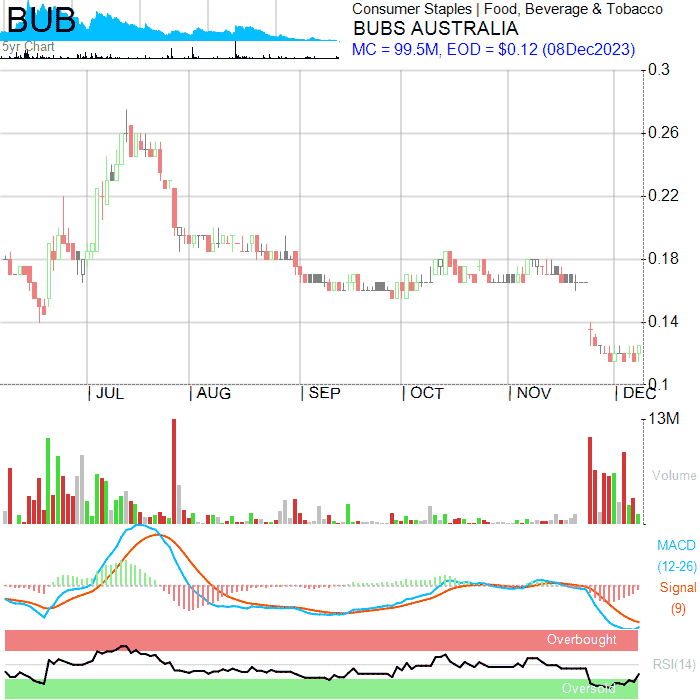 BUB
5yr Chart
Consumer Staples | Food, Beverage & Tobacco
BUBS AUSTRALIA
MC = 99.5M, EOD = $0.12 (08Dec2023)
0.3
0.26
0.22
0.18
0.14
0.1
JUL AUG SEP OCT NOV DEC
13M
Volume
MACD
(12-26)
Signal
(9)
Overbought
RSI(14)
Oversold